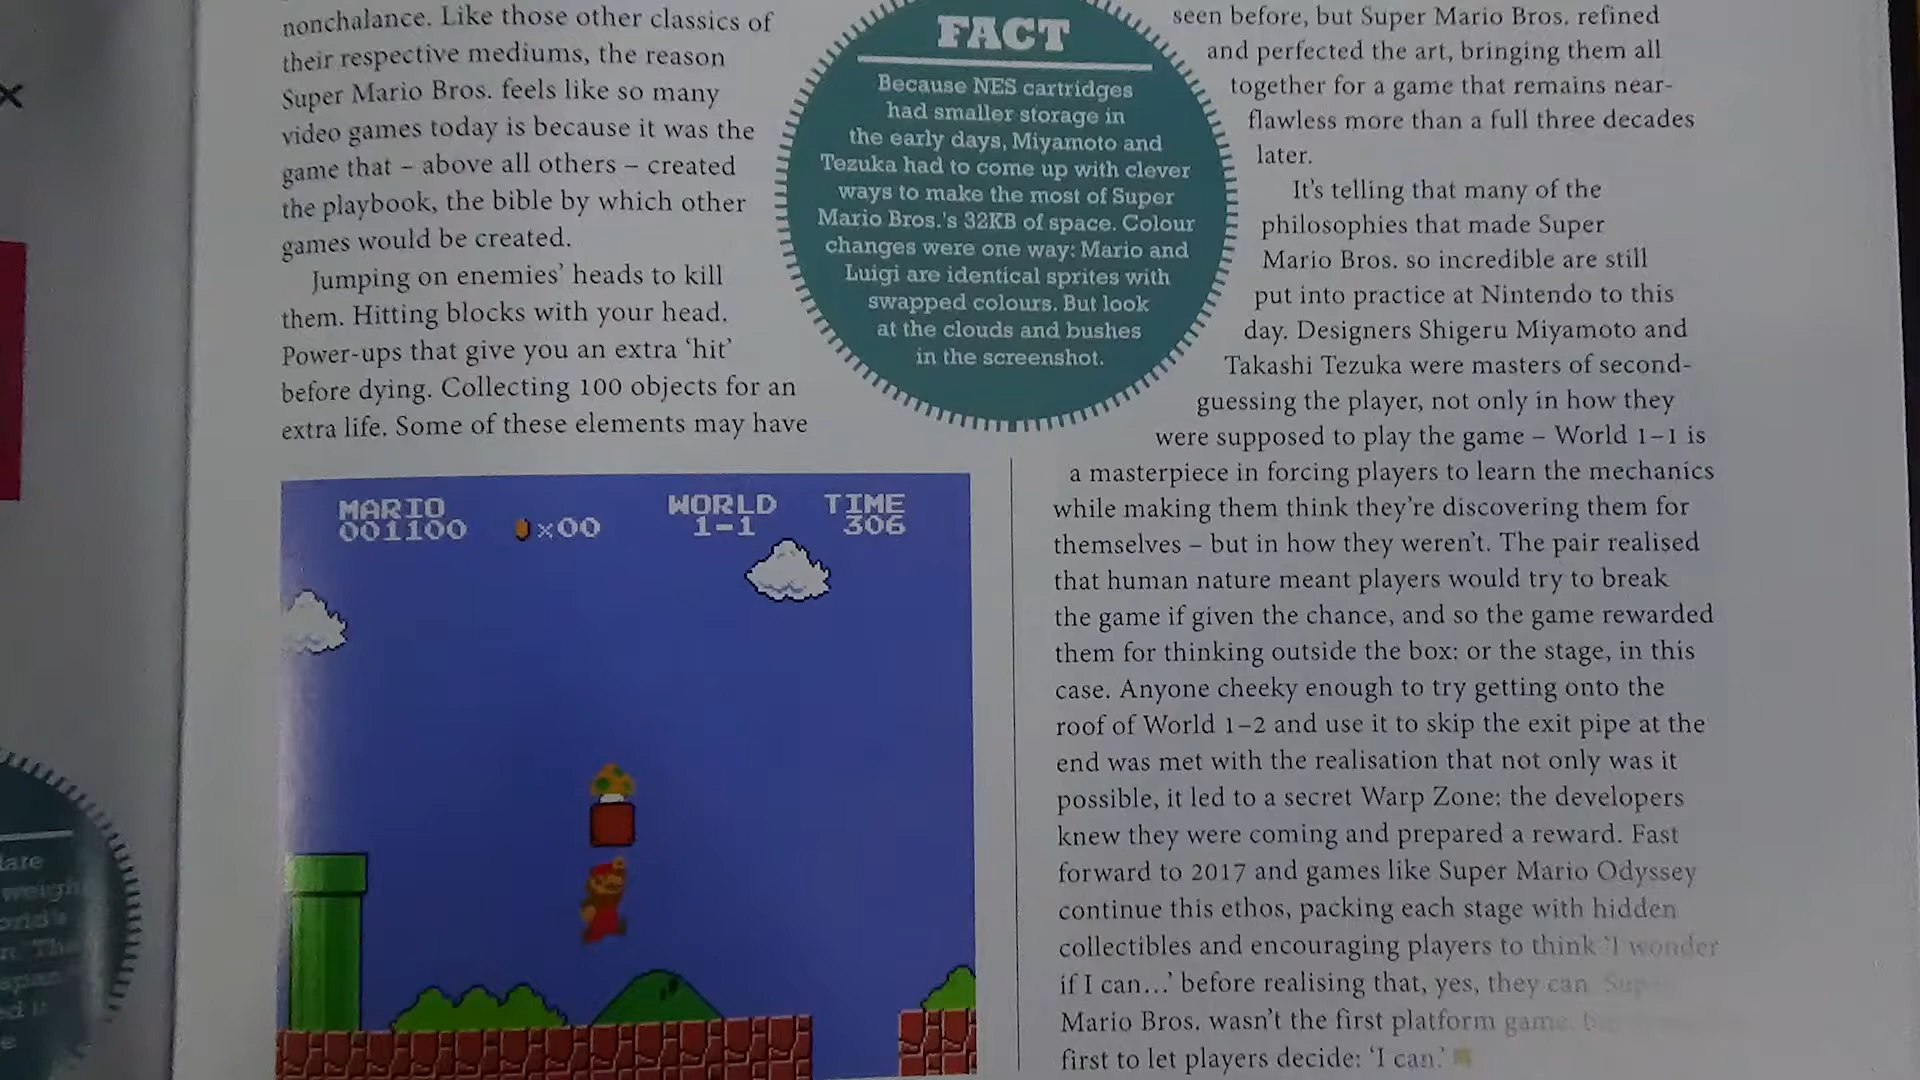 nonchalance. Like those other classics of
their respective mediums, the reason
Super Mario Bros. feels like so many
video games today is because it was the
game that – above all others – created
the playbook, the bible by which other
games would be created.
Jumping on enemies’ heads to kill
them. Hitting blocks with your head.
Power-ups that give you an extra ‘hit’
before dying. Collecting 100 objects for an
extra life. Some of these elements may have
FACT
Because NES cartridges
had smaller storage in
the early days, Miyamoto and
Tezuka had to come up with clever
ways to make the most of Super
Mario Bros.'s 32KB of space. Colour
changes were one way: Mario and
Luigi are identical sprites with
swapped colours. But look
at the clouds and bushes
in the screenshot.
MARIO WORLD TIME
001100 ×00 1-1 306
seen before, but Super Mario Bros. refined
and perfected the art, bringing them all
together for a game that remains near-
flawless more than a full three decades
later.
It’s telling that many of the
philosophies that made Super
Mario Bros. so incredible are still
put into practice at Nintendo to this
day. Designers Shigeru Miyamoto and
Takashi Tezuka were masters of second-
guessing the player, not only in how they
were supposed to play the game – World 1–1 is
a masterpiece in forcing players to learn the mechanics
while making them think they’re discovering them for
themselves – but in how they weren’t. The pair realised
that human nature meant players would try to break
the game if given the chance, and so the game rewarded
them for thinking outside the box: or the stage, in this
case. Anyone cheeky enough to try getting onto the
roof of World 1–2 and use it to skip the exit pipe at the
end was met with the realisation that not only was it
possible, it led to a secret Warp Zone: the developers
knew they were coming and prepared a reward. Fast
forward to 2017 and games like Super Mario Odyssey
continue this ethos, packing each stage with hidden
collectibles and encouraging players to think ‘I wonder
if I can…’ before realising that, yes, they can. Super
Mario Bros. wasn’t the first platform game,
first to let players decide: ‘I can.’